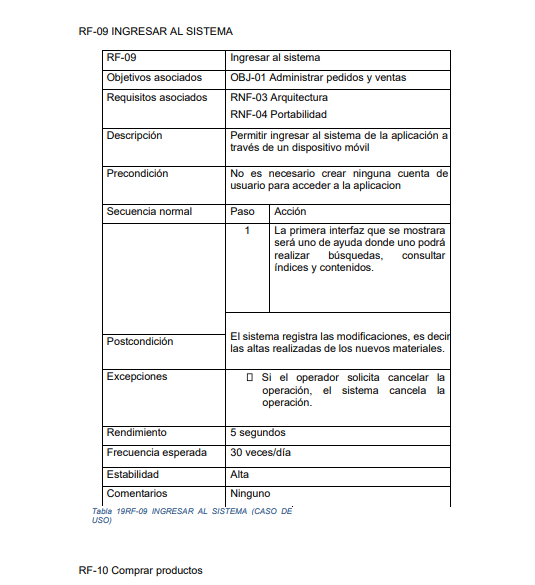 RF-09 INGRESAR AL SISTEMA
RF-09 Ingresar al sistema
Objetivos asociados OBJ-01 Administrar pedidos y ventas
Requisitos asociados RNF-03 Arquitectura
RNF-04 Portabilidad
Descripción Permitir ingresar al sistema de la aplicación a
través de un dispositivo móvil
Precondición No es necesario crear ninguna cuenta de
usuario para acceder a la aplicacion
Secuencia normal Paso Acción
1 La primera interfaz que se mostrara
será uno de ayuda donde uno podrá
realizar búsquedas, consultar
índices y contenidos.
Postcondición El sistema registra las modificaciones, es decir
las altas realizadas de los nuevos materiales.
Excepciones Si el operador solicita cancelar la
operación, el sistema cancela la
operación.
Rendimiento 5 segundos
Frecuencia esperada 30 veces/día
Estabilidad Alta
Comentarios Ninguno
Tabla 19RF-09 INGRESAR AL SISTEMA (CASO DE
USO)
RF-10 Comprar productos